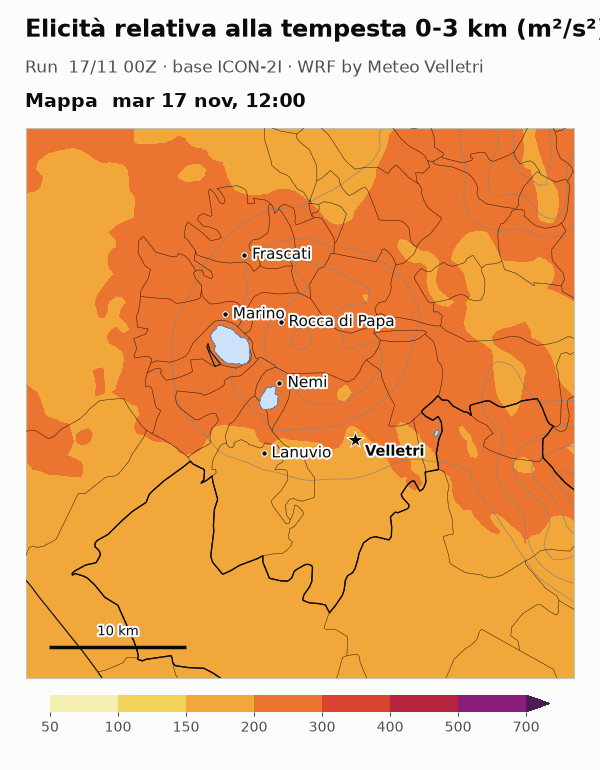 Elicità relativa alla tempesta 0-3 km (m²/s²)
Run 17/11 00Z · base ICON-2I · WRF by Meteo Velletri
Mappa mar 17 nov, 12:00
Frascati
Marino
Rocca di Papa
Nemi
Lanuvio
Velletri
10 km
50 100 150 200 300 400 500 700